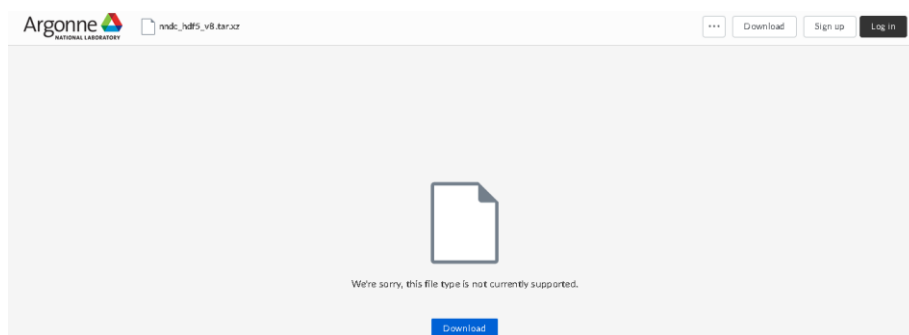 Argonne
NATIONAL LABORATORY
nndc_hdf5_v8.tar.xz
...
Download
Sign up
Log in
We're sorry, this file type is not currently supported.
Download